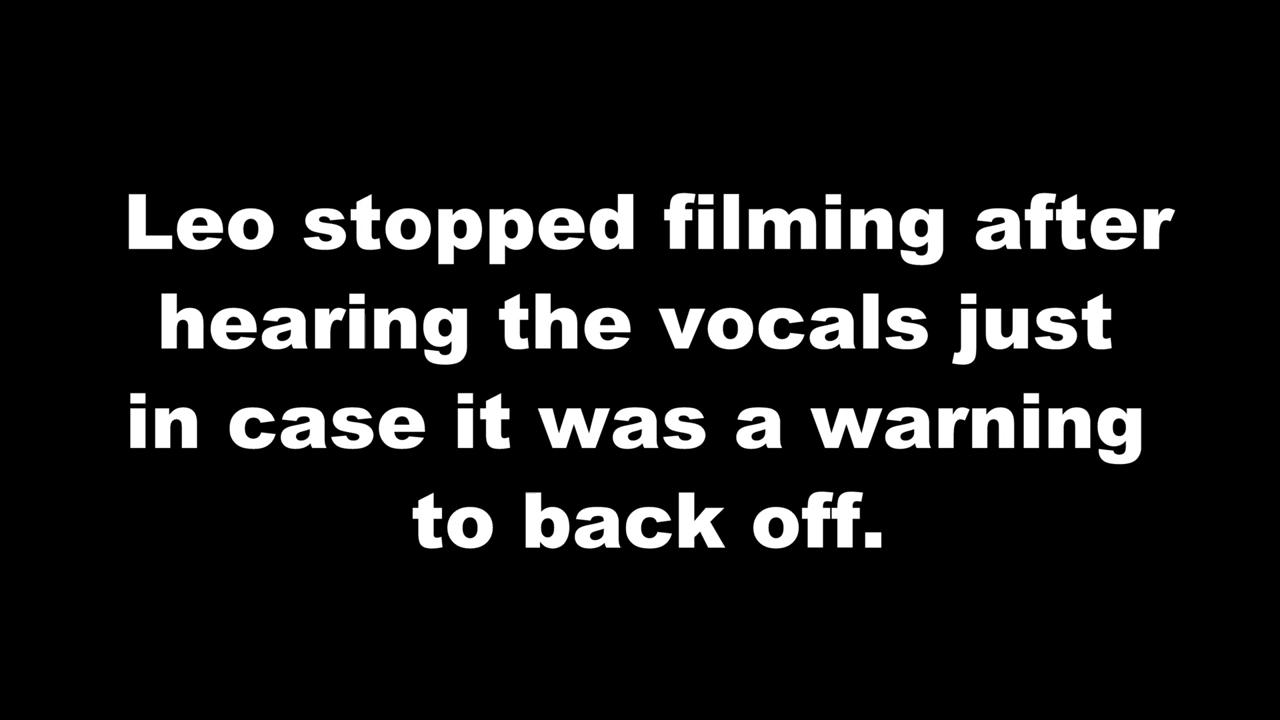 Leo stopped filming after
hearing the vocals just
in case it was a warning
to back off.